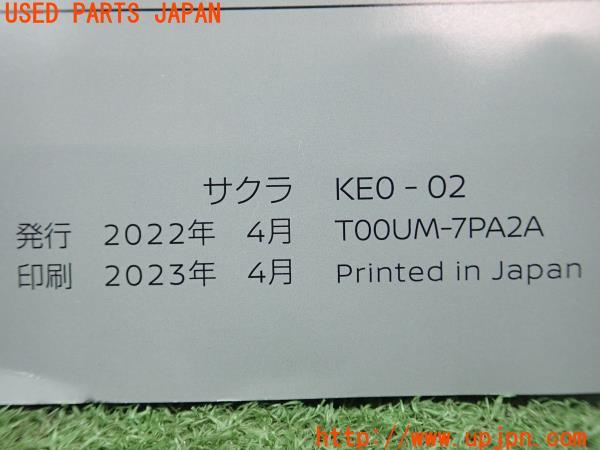 USED PARTS JAPAN
サクラ KE0 - 02
発行 2022年 4月 T00UM-7PA2A
印刷 2023年 4月 Printed in Japan
http://www.upjpn.com